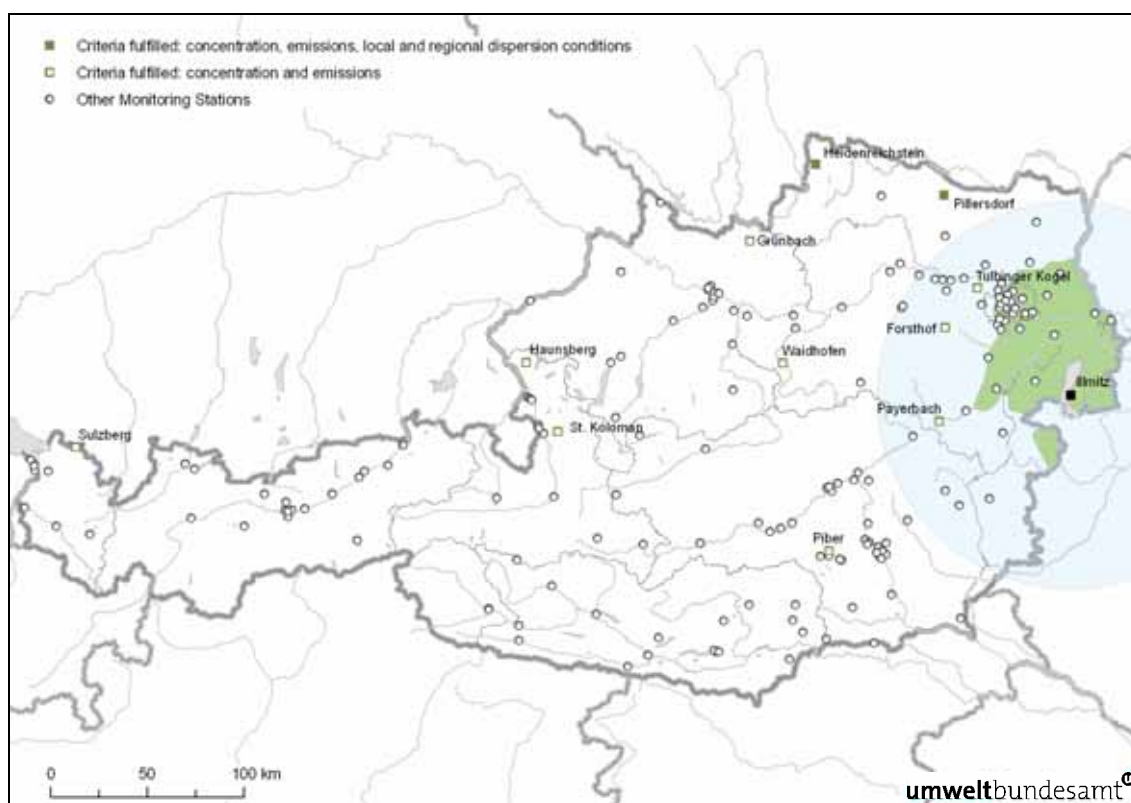 Criteria fulfilled: concentration, emissions, local and regional dispersion conditions
Criteria fulfilled: concentration and emissions
Other Monitoring Stations
Heidenreichstein
Pillersdorf
Grünbach
Tulbinger Kogel
Forsthof
Haunsberg
Waidhofen
Illmitz
Payerbach
St. Koloman
Sulzberg
Piber
0 50 100 km
umweltbundesamt